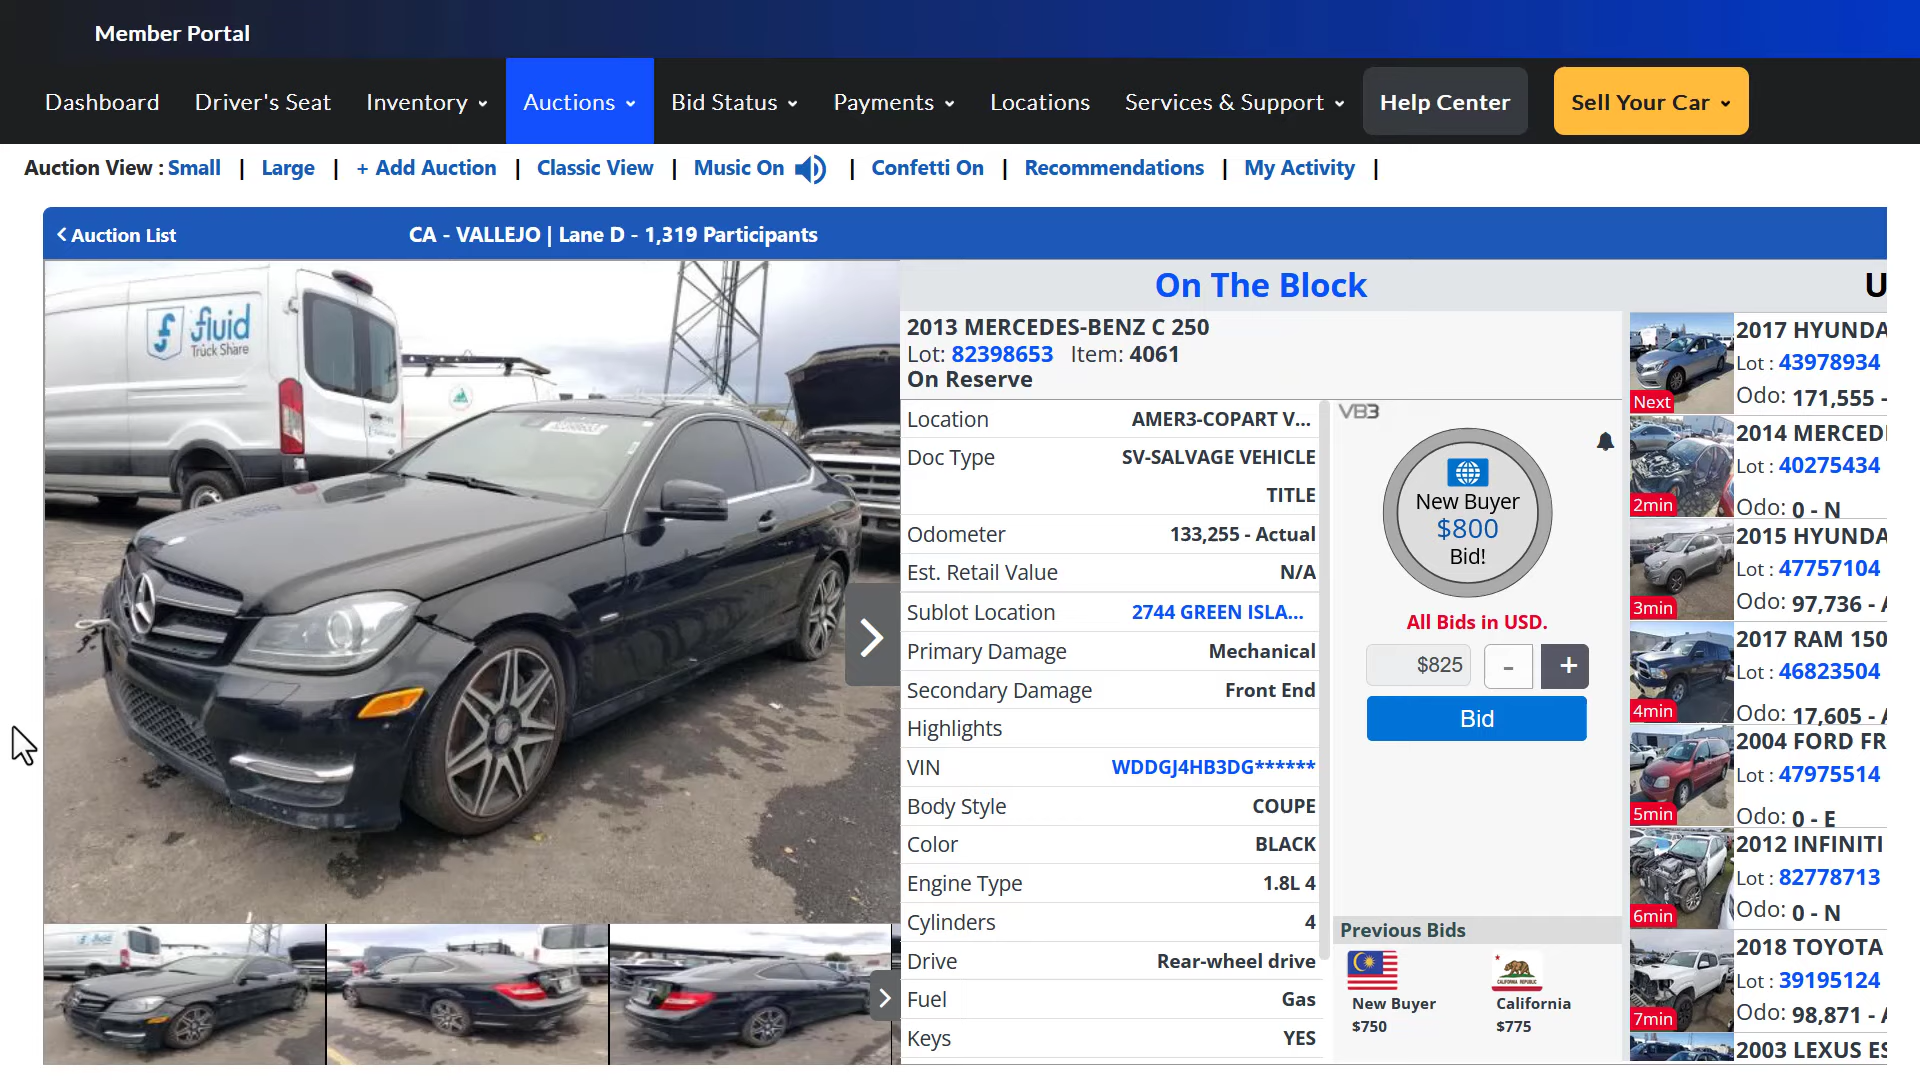 Member Portal
Dashboard Driver's Seat Inventory Auctions Bid Status Payments Locations Services & Support Help Center Sell Your Car
Auction View : Small | Large | + Add Auction | Classic View | Music On | Confetti On | Recommendations | My Activity |
Auction List
CA - VALLEJO | Lane D - 1,319 Participants
fluid
Truck Share
On The Block
2013 MERCEDES-BENZ C 250
Lot: 82398653 Item: 4061
On Reserve
Location AMER3-COPART V...
Doc Type SV-SALVAGE VEHICLE
TITLE
Odometer 133,255 - Actual
Est. Retail Value N/A
Sublot Location 2744 GREEN ISLA...
Primary Damage Mechanical
Secondary Damage Front End
Highlights
VIN WDDGJ4HB3DG******
Body Style COUPE
Color BLACK
Engine Type 1.8L 4
Cylinders 4
Drive Rear-wheel drive
Fuel Gas
Keys YES
VB3
New Buyer
$800
Bid!
All Bids in USD.
$825 - +
Bid
Previous Bids
New Buyer
$750
CALIFORNIA REPUBLIC
California
$775
U
Next
2017 HYUNDA
Lot : 43978934
Odo: 171,555 -
2min
2014 MERCED
Lot : 40275434
Odo: 0 - N
3min
2015 HYUNDA
Lot : 47757104
Odo: 97,736 - A
4min
2017 RAM 150
Lot : 46823504
Odo: 17,605 - A
5min
2004 FORD FR
Lot : 47975514
Odo: 0 - E
6min
2012 INFINITI
Lot : 82778713
Odo: 0 - N
7min
2018 TOYOTA
Lot : 39195124
Odo: 98,871 - A
2003 LEXUS ES